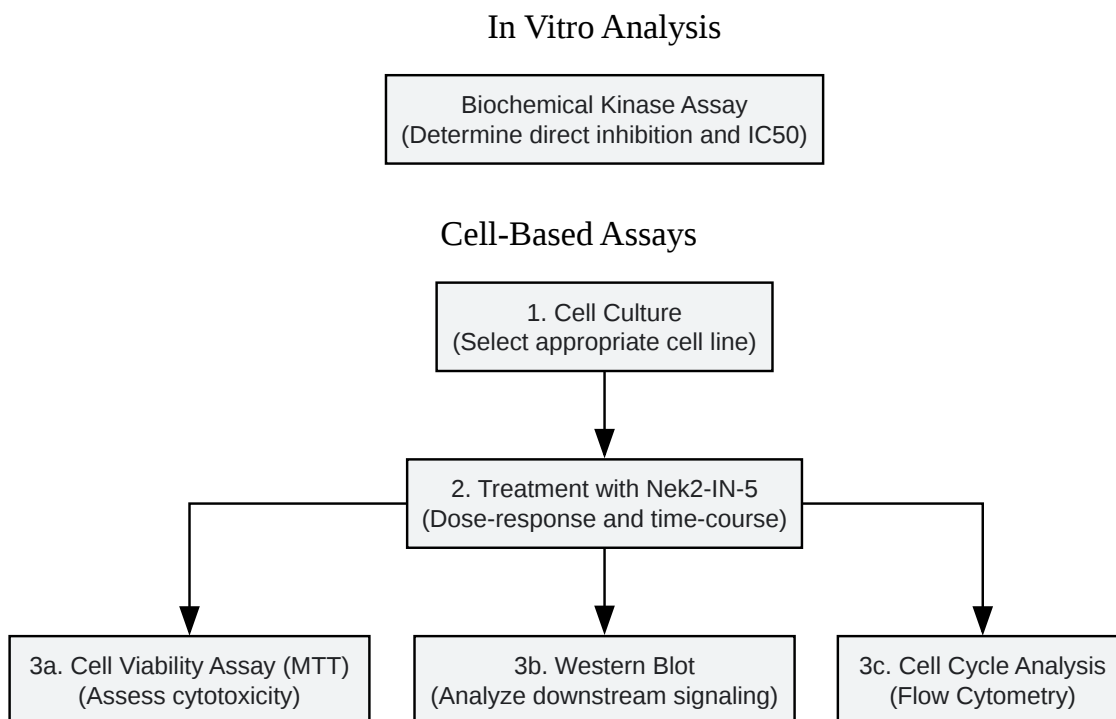 In Vitro Analysis
Biochemical Kinase Assay
(Determine direct inhibition and IC50)
Cell-Based Assays
1. Cell Culture
(Select appropriate cell line)
2. Treatment with Nek2-IN-5
(Dose-response and time-course)
3a. Cell Viability Assay (MTT)
(Assess cytotoxicity)
3b. Western Blot
(Analyze downstream signaling)
3c. Cell Cycle Analysis
(Flow Cytometry)